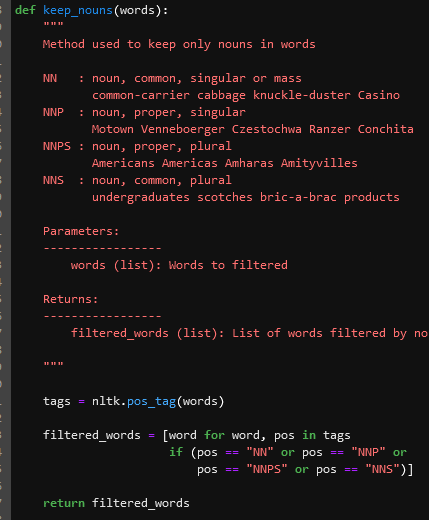 def keep_nouns(words):
    """
    Method used to keep only nouns in words
    NN   : noun, common, singular or mass
           common-carrier cabbage knuckle-duster Casino
    NNP  : noun, proper, singular
           Motown Venneboerger Czestochwa Ranzer Conchita
    NNPS : noun, proper, plural
           Americans Americas Amharas Amityvilles
    NNS  : noun, common, plural
           undergraduates scotches bric-a-brac products
    Parameters:
    -----------------
        words (list): Words to filtered
    Returns:
    -----------------
        filtered_words (list): List of words filtered by no
    """
    tags = nltk.pos_tag(words)
    filtered_words = [word for word, pos in tags
                      if (pos == "NN" or pos == "NNP" or
                          pos == "NNPS" or pos == "NNS")]
    return filtered_words